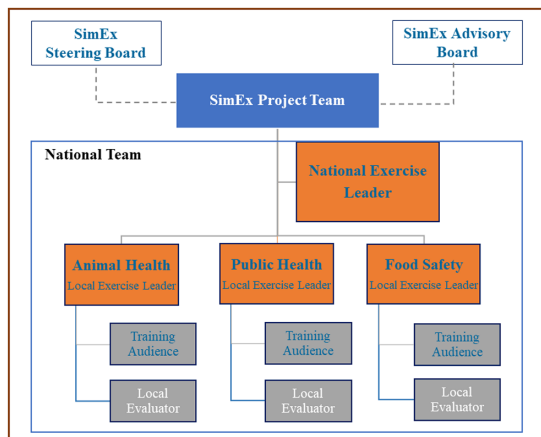 SimEx
Steering Board
SimEx Advisory
Board
SimEx Project Team
National Team
National Exercise
Leader
Animal Health
Local Exercise Leader
Public Health
Local Exercise Leader
Food Safety
Local Exercise Leader
Training
Audience
Training
Audience
Training
Audience
Local
Evaluator
Local
Evaluator
Local
Evaluator